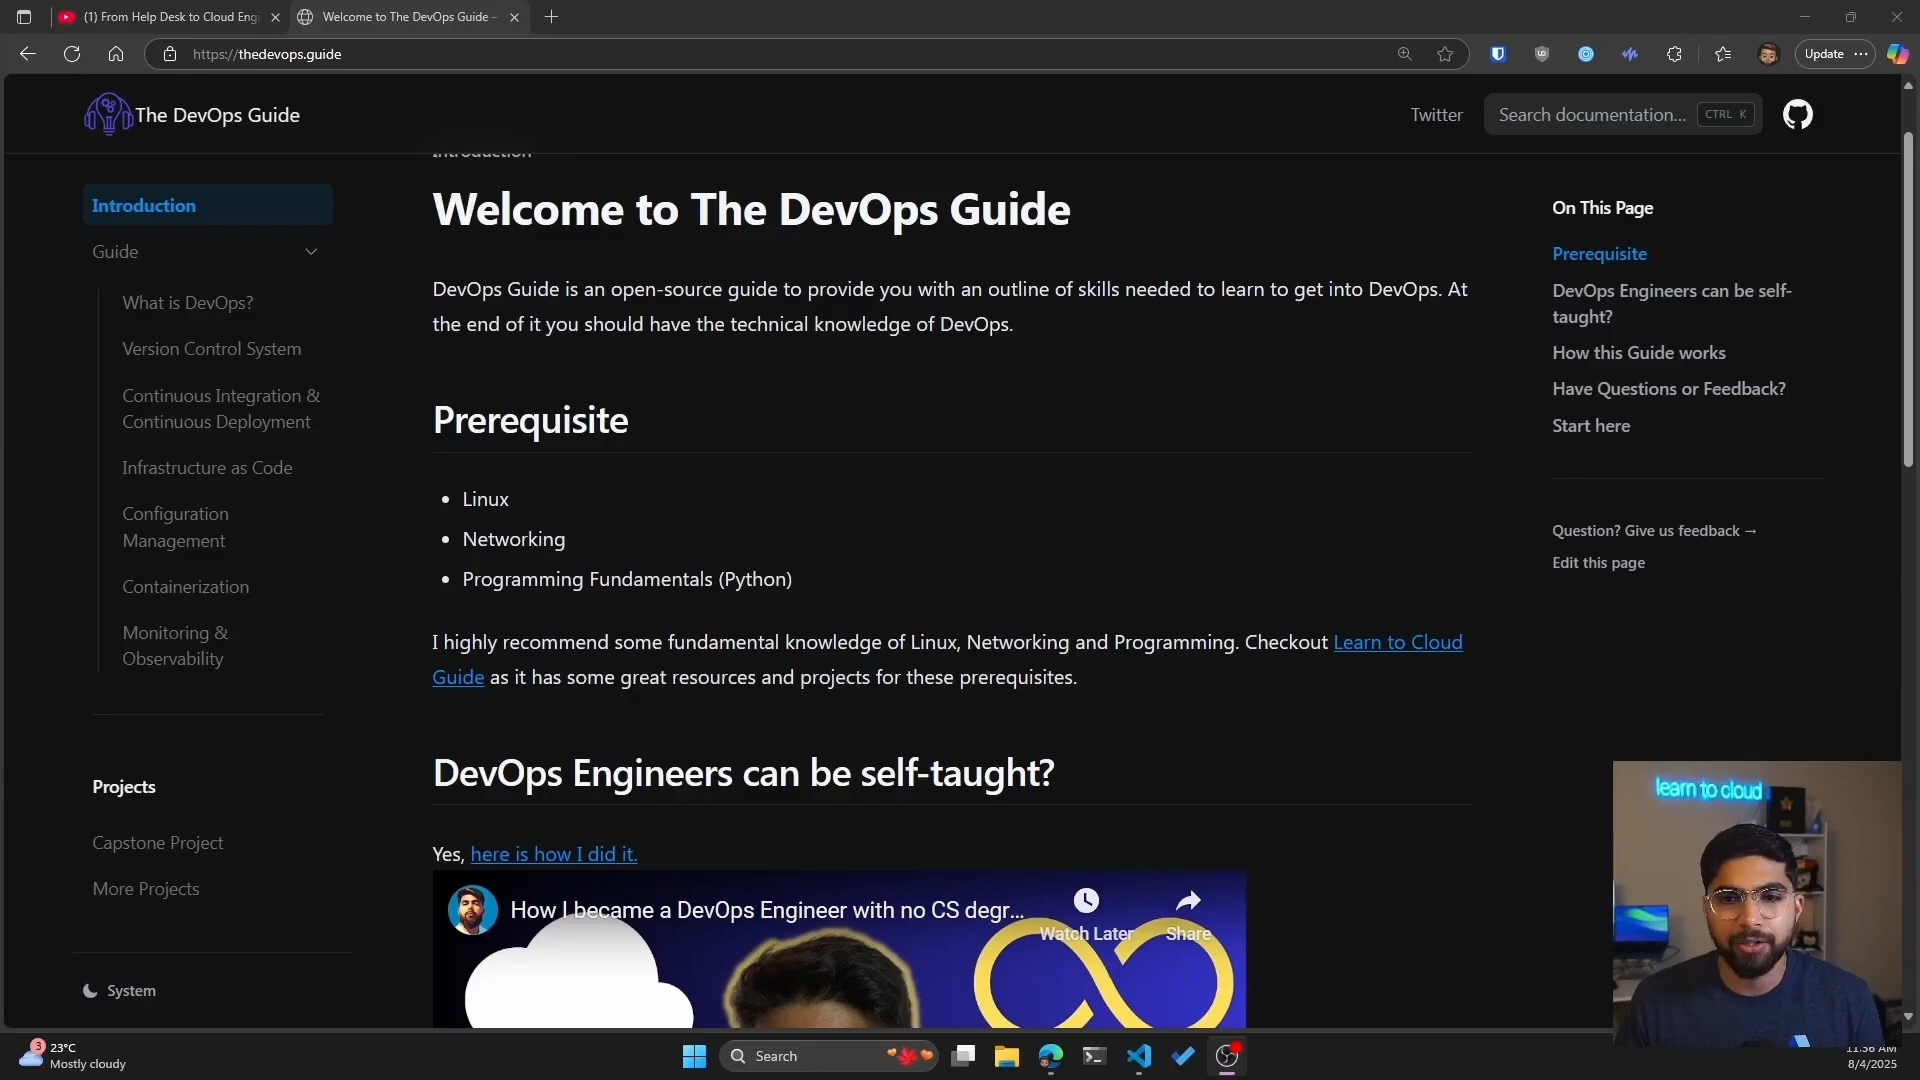 (1) From Help Desk to Cloud Engi
Welcome to The DevOps Guide –
https://thedevops.guide
Update
The DevOps Guide
Twitter
Search documentation...
CTRL K
Introduction
Guide
What is DevOps?
Version Control System
Continuous Integration &
Continuous Deployment
Infrastructure as Code
Configuration
Management
Containerization
Monitoring &
Observability
Projects
Capstone Project
More Projects
System
Introduction
Welcome to The DevOps Guide
DevOps Guide is an open-source guide to provide you with an outline of skills needed to learn to get into DevOps. At
the end of it you should have the technical knowledge of DevOps.
Prerequisite
• Linux
• Networking
• Programming Fundamentals (Python)
I highly recommend some fundamental knowledge of Linux, Networking and Programming. Checkout Learn to Cloud
Guide as it has some great resources and projects for these prerequisites.
DevOps Engineers can be self-taught?
Yes, here is how I did it.
How I became a DevOps Engineer with no CS degr...
Watch Later
Share
On This Page
Prerequisite
DevOps Engineers can be self-
taught?
How this Guide works
Have Questions or Feedback?
Start here
Question? Give us feedback →
Edit this page
learn to cloud
3
23°C
Mostly cloudy
Search
11:36 AM
8/4/2025